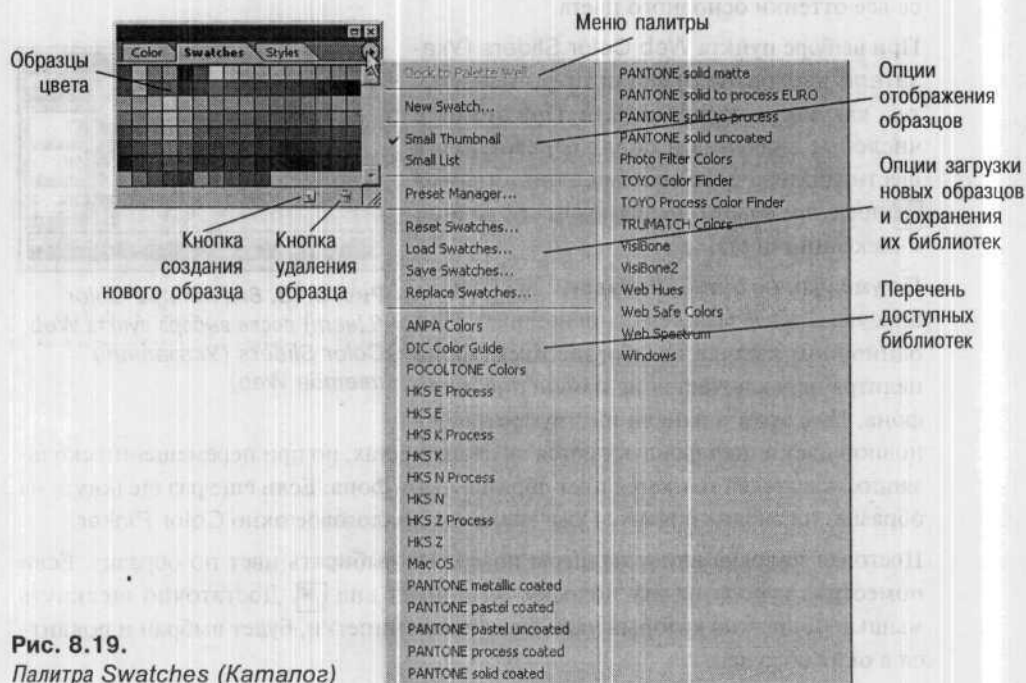 Меню палитры
Образцы
цвета
Color
Swatches
Styles
Dock to Palette Well
New Swatch...
Small Thumbnail
Small List
Preset Manager...
Reset Swatches...
Load Swatches...
Save Swatches...
Replace Swatches...
ANPA Colors
DIC Color Guide
FOCOLTONE Colors
HKS E Process
HKS E
HKS K Process
HKS K
HKS N Process
HKS N
HKS Z Process
HKS Z
Mac OS
PANTONE metallic coated
PANTONE pastel coated
PANTONE pastel uncoated
PANTONE process coated
PANTONE solid coated
PANTONE solid matte
PANTONE solid to process EURO
PANTONE solid to process
PANTONE solid uncoated
Photo Filter Colors
TOYO Color Finder
TOYO Process Color Finder
TRUMATCH Colors
VisiBone
VisiBone2
Web Hues
Web Safe Colors
Web Spectrum
Windows
Опции
отображения
образцов
Опции загрузки
новых образцов
и сохранения
их библиотек
Перечень
доступных
библиотек
Кнопка
создания
нового образца
Кнопка
удаления
образца
Рис. 8.19.
Палитра Swatches (Каталог)